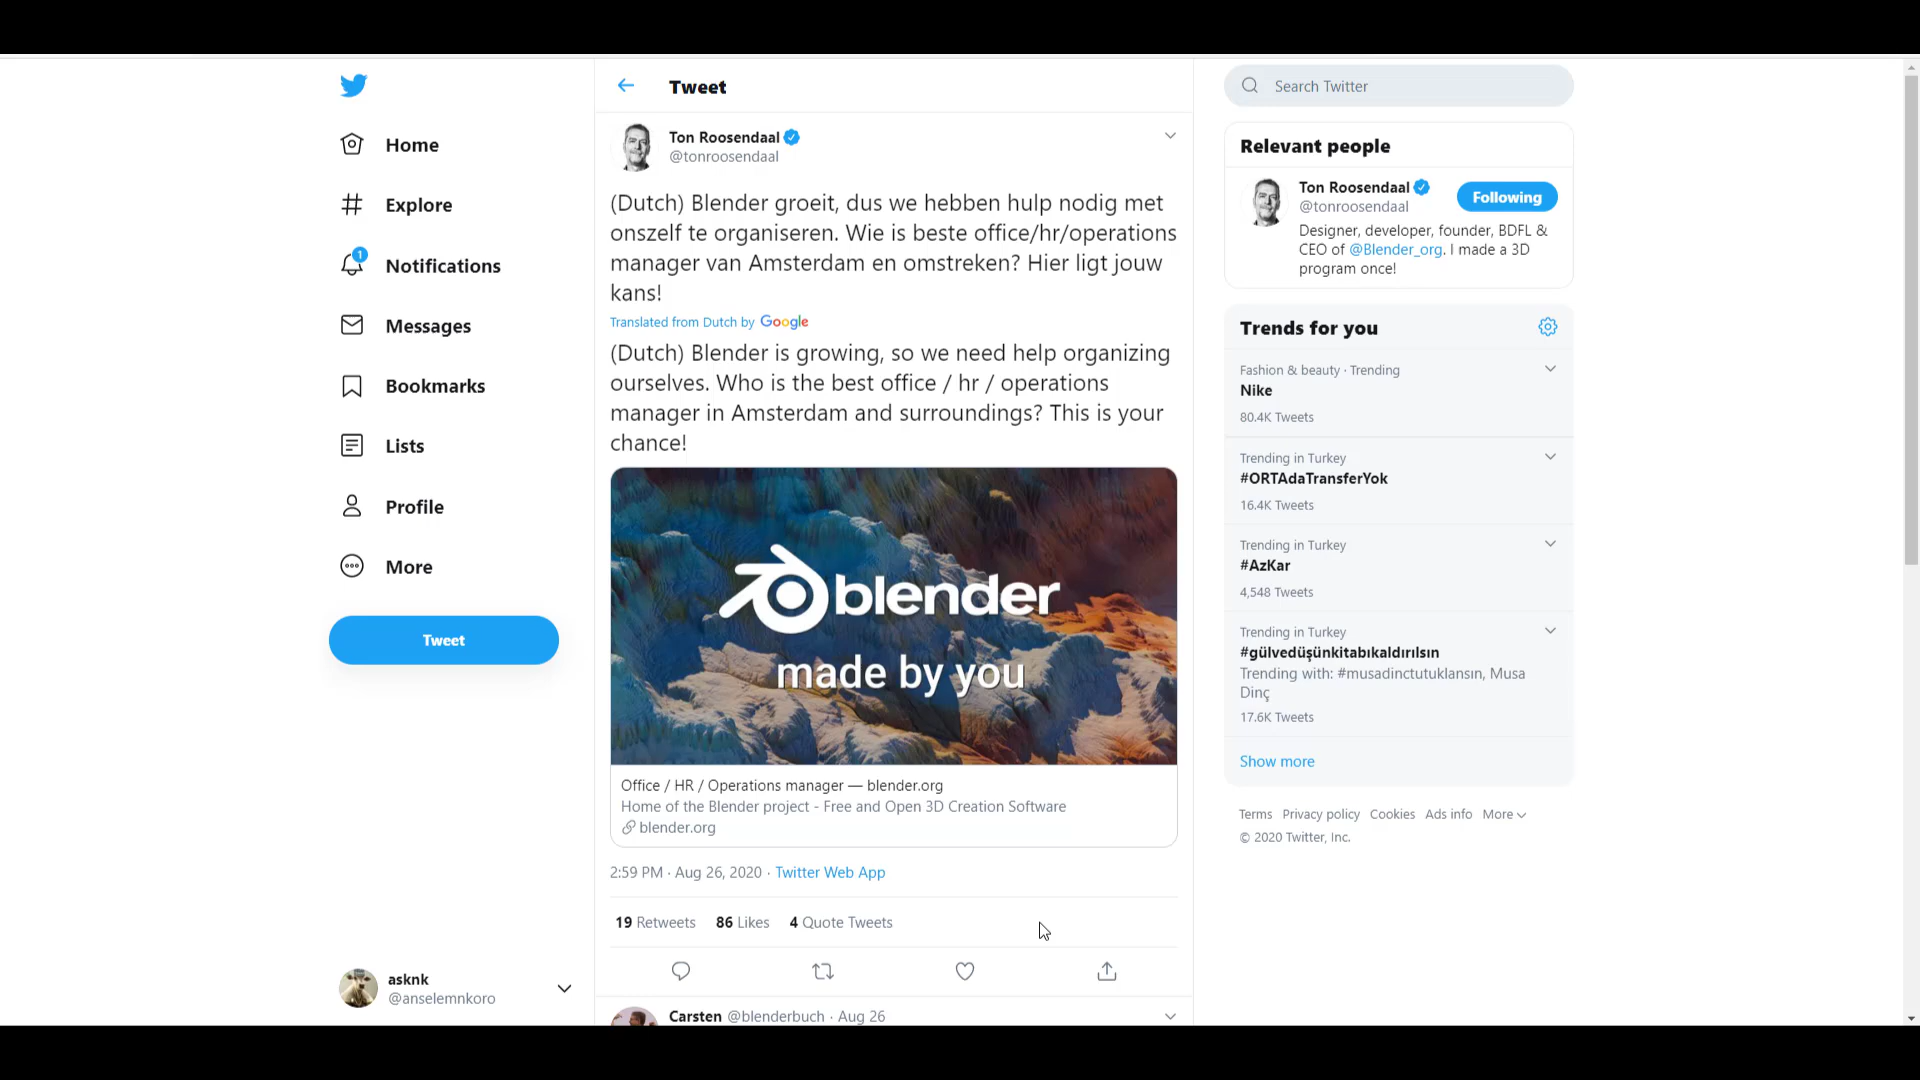 Home
Explore
1
Notifications
Messages
Bookmarks
Lists
Profile
More
Tweet
asknk
@anselemnkoro
Tweet
Ton Roosendaal
@tonroosendaal
(Dutch) Blender groeit, dus we hebben hulp nodig met
onszelf te organiseren. Wie is beste office/hr/operations
manager van Amsterdam en omstreken? Hier ligt jouw
kans!
Translated from Dutch by Google
(Dutch) Blender is growing, so we need help organizing
ourselves. Who is the best office / hr / operations
manager in Amsterdam and surroundings? This is your
chance!
blender
made by you
Office / HR / Operations manager — blender.org
Home of the Blender project - Free and Open 3D Creation Software
blender.org
2:59 PM · Aug 26, 2020 · Twitter Web App
19 Retweets 86 Likes 4 Quote Tweets
Carsten @blenderbuch · Aug 26
Search Twitter
Relevant people
Ton Roosendaal
@tonroosendaal
Following
Designer, developer, founder, BDFL &
CEO of @Blender_org. I made a 3D
program once!
Trends for you
Fashion & beauty · Trending
Nike
80.4K Tweets
Trending in Turkey
#ORTAdaTransferYok
16.4K Tweets
Trending in Turkey
#AzKar
4,548 Tweets
Trending in Turkey
#gülvedüşünkitabıkaldırılsın
Trending with: #musadinctutuklansın, Musa
Dinç
17.6K Tweets
Show more
Terms Privacy policy Cookies Ads info More
© 2020 Twitter, Inc.